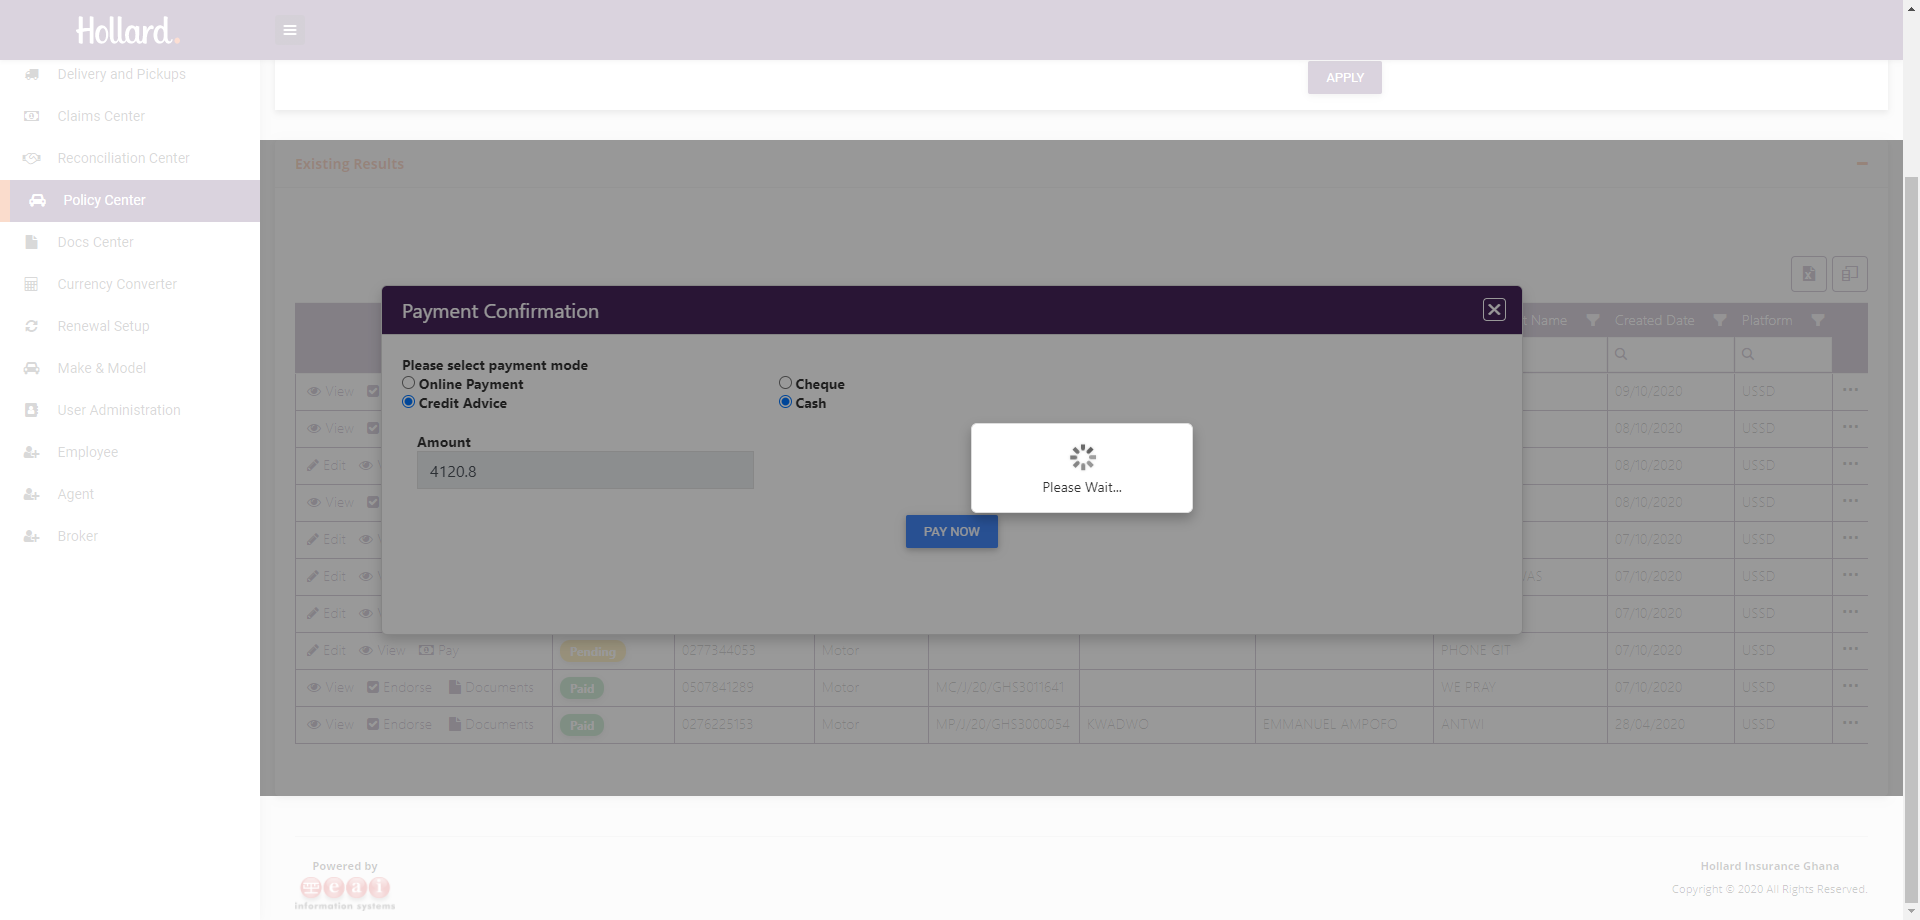 Hollard.
Delivery and Pickups
Claims Center
Reconciliation Center
Policy Center
Docs Center
Currency Converter
Renewal Setup
Make & Model
User Administration
Employee
Agent
Broker
APPLY
Existing Results
Payment Confirmation
Please select payment mode
Online Payment Cheque
Credit Advice Cash
Amount
4120.8
Please Wait...
PAY NOW
Name Created Date Platform
View 09/10/2020 USSD
View 08/10/2020 USSD
Edit 08/10/2020 USSD
View 08/10/2020 USSD
Edit 07/10/2020 USSD
Edit 07/10/2020 USSD
Edit 07/10/2020 USSD
Edit View Pay Pending 0277344053 Motor PHONE GIT 07/10/2020 USSD
View Endorse Documents Paid 0507841289 Motor MC/J/20/GHS3011641 WE PRAY 07/10/2020 USSD
View Endorse Documents Paid 0276225153 Motor MP/J/20/GHS3000054 KWADWO EMMANUEL AMPOFO ANTWI 28/04/2020 USSD
Powered by
eai
information systems
Hollard Insurance Ghana
Copyright © 2020 All Rights Reserved.